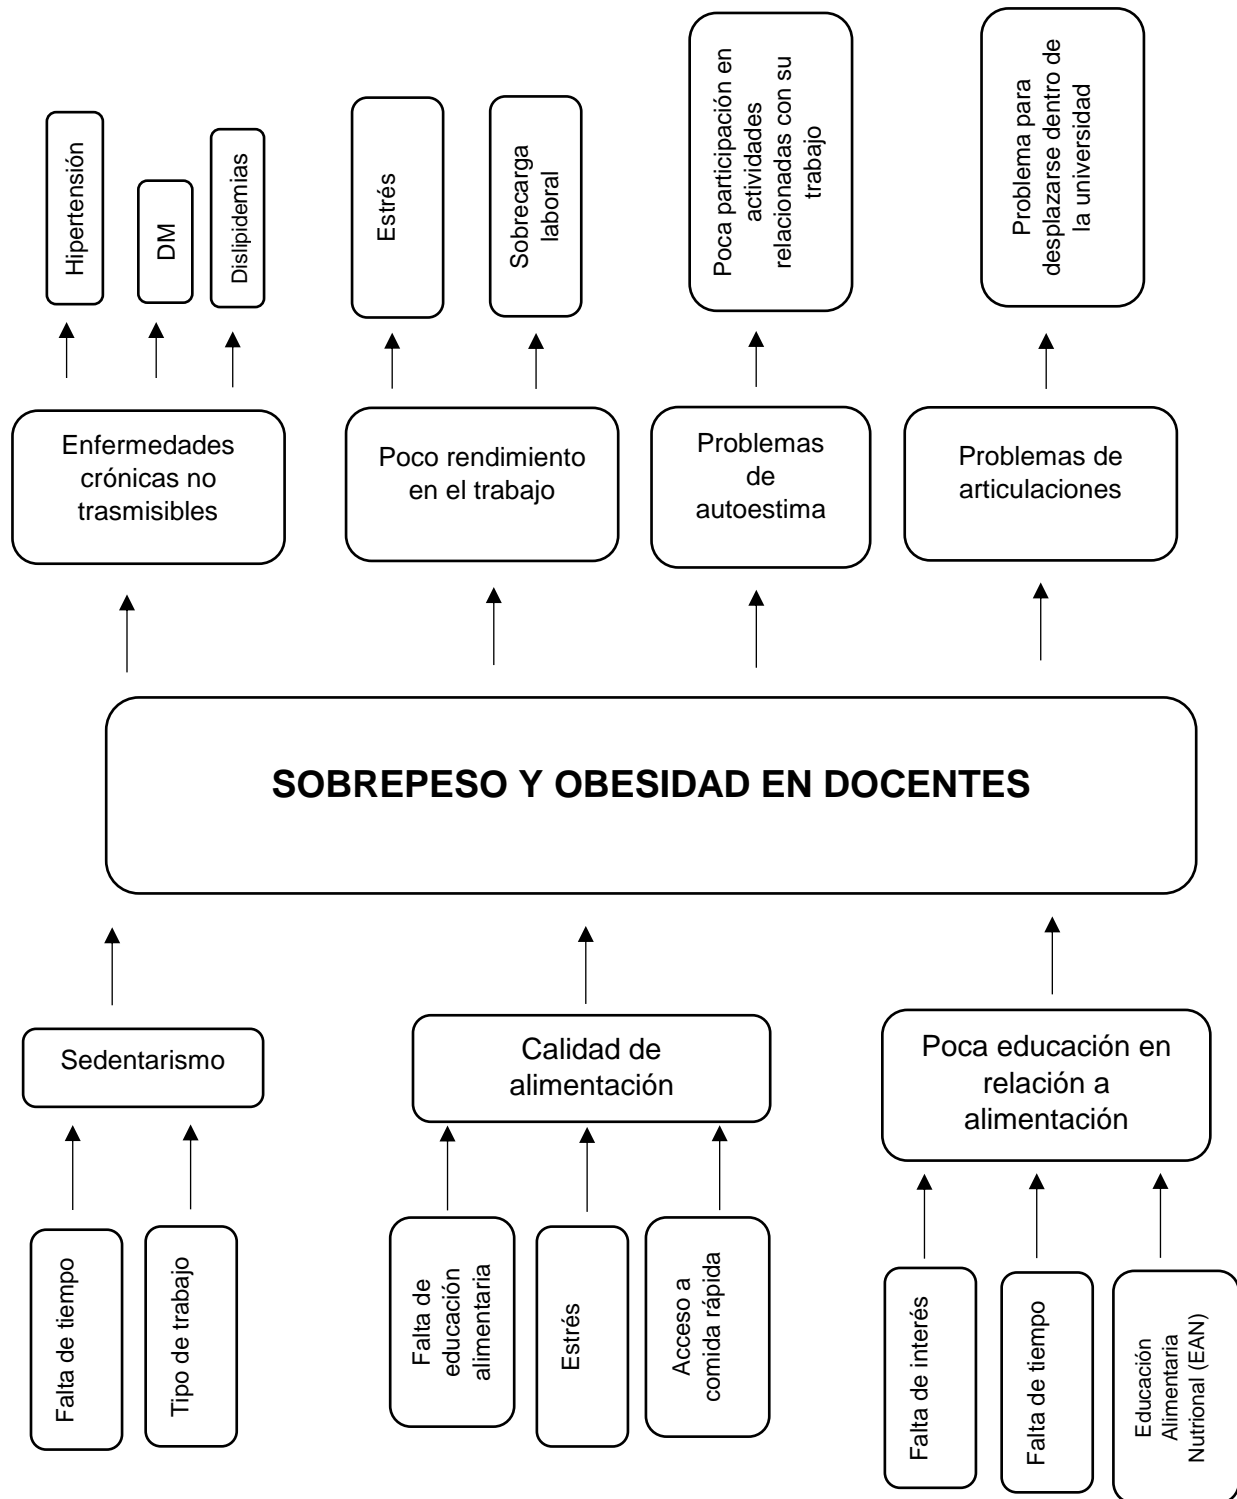 Hipertensión
DM
Dislipidemias
Estrés
Sobrecarga
laboral
Poca participación en
actividades
relacionadas con su
trabajo
Problema para
desplazarse dentro de
la universidad
Enfermedades
crónicas no
trasmisibles
Poco rendimiento
en el trabajo
Problemas
de
autoestima
Problemas de
articulaciones
SOBREPESO Y OBESIDAD EN DOCENTES
Sedentarismo
Calidad de
alimentación
Poca educación en
relación a
alimentación
Falta de tiempo
Tipo de trabajo
Falta de
educación
alimentaria
Estrés
Acceso a
comida rápida
Falta de interés
Falta de tiempo
Educación
Alimentaria
Nutrional (EAN)